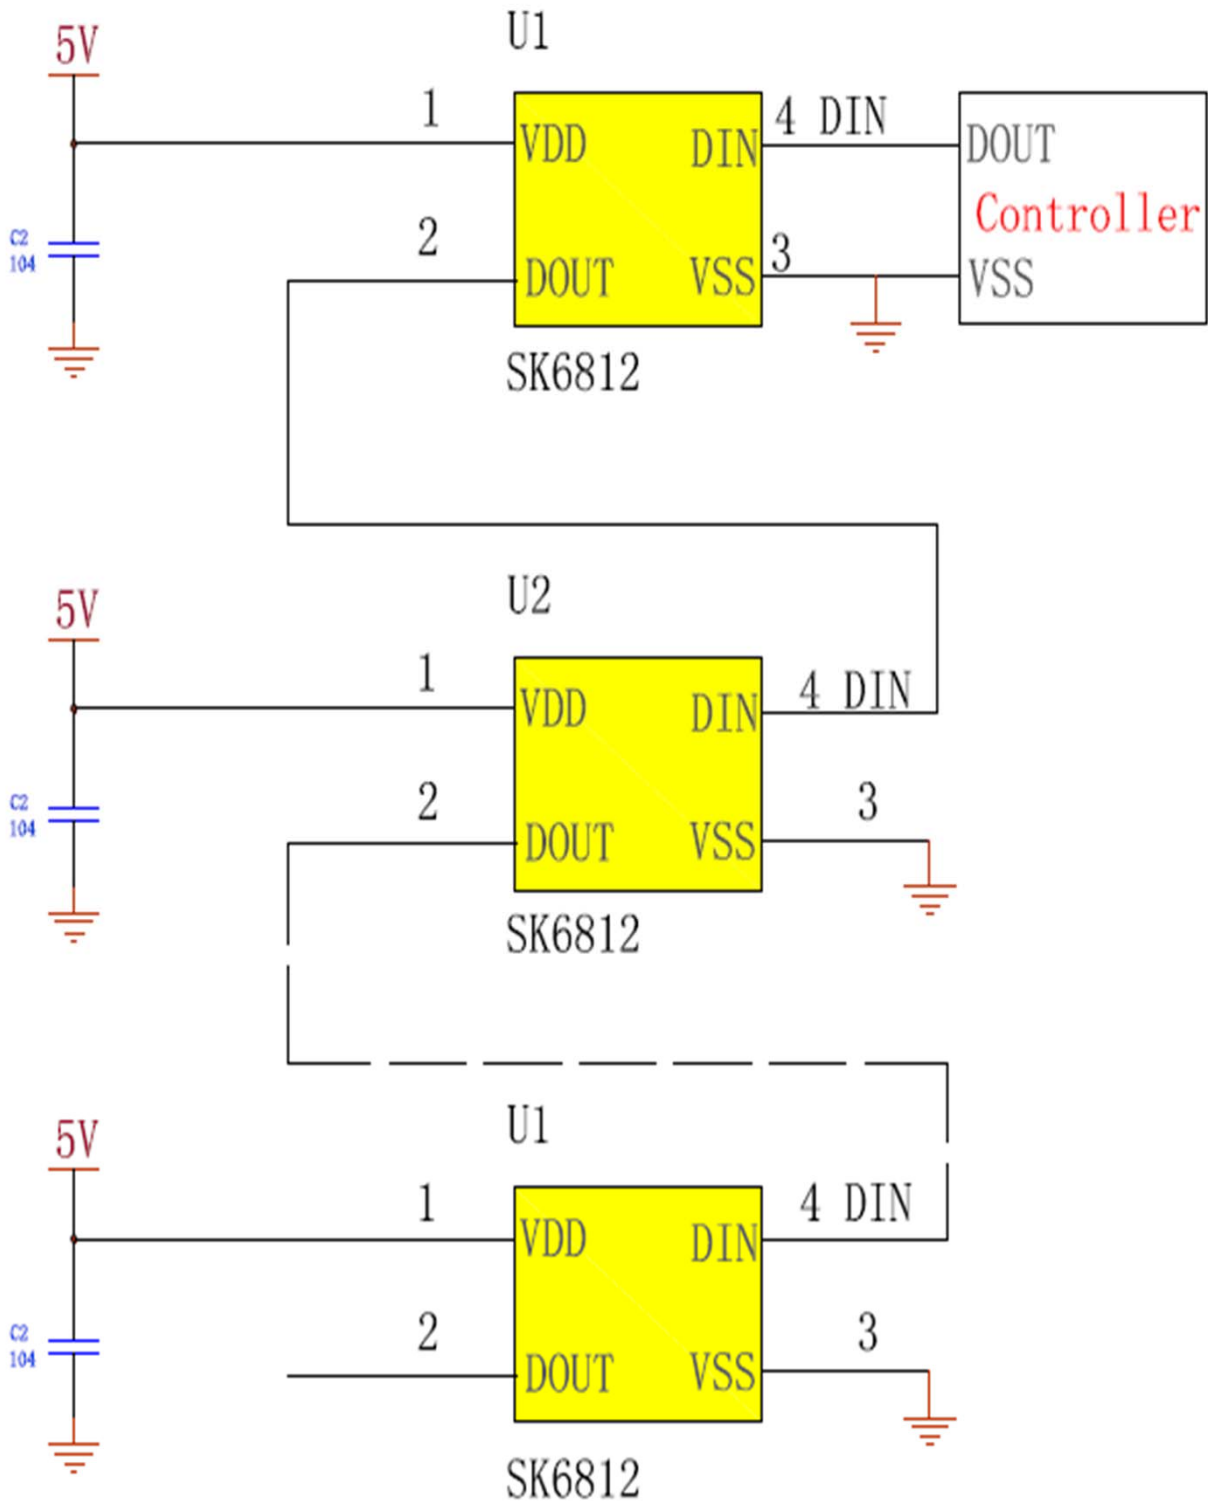 U1
5V
1
4 DIN
VDD
DIN
DOUT
Controller
2
3
C2
104
DOUT
VSS
VSS
SK6812
U2
5V
1
4 DIN
VDD
DIN
2
3
C2
104
DOUT
VSS
SK6812
U1
5V
1
4 DIN
VDD
DIN
2
3
C2
104
DOUT
VSS
SK6812